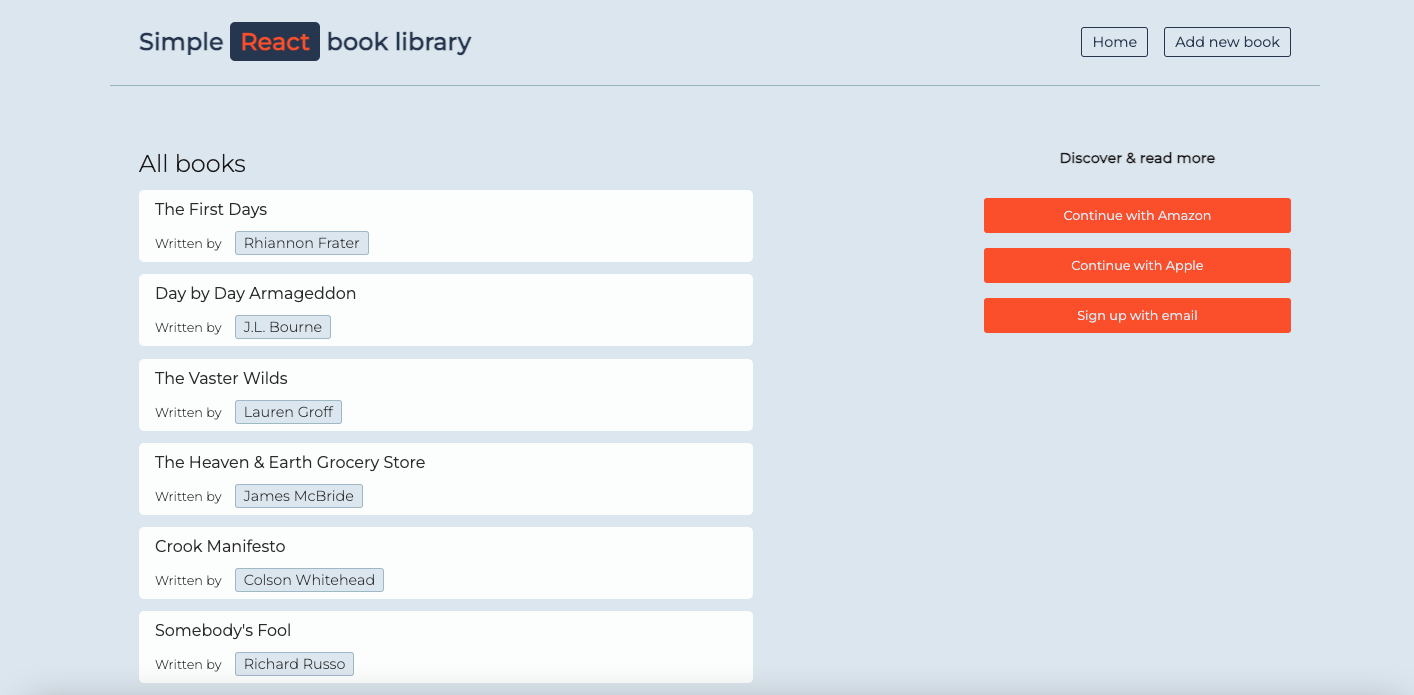 Simple React book library
Home
Add new book
All books
The First Days
Written by Rhiannon Frater
Day by Day Armageddon
Written by J.L. Bourne
The Vaster Wilds
Written by Lauren Groff
The Heaven & Earth Grocery Store
Written by James McBride
Crook Manifesto
Written by Colson Whitehead
Somebody's Fool
Written by Richard Russo
Discover & read more
Continue with Amazon
Continue with Apple
Sign up with email